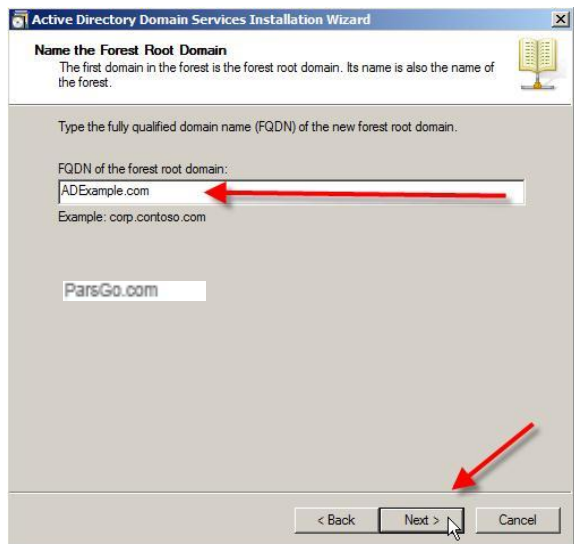 Active Directory Domain Services Installation Wizard
Name the Forest Root Domain
The first domain in the forest is the forest root domain. Its name is also the name of
the forest.
Type the fully qualified domain name (FQDN) of the new forest root domain.
FQDN of the forest root domain:
ADExample.com
Example: corp.contoso.com
ParsGo.com
< Back
Next >
Cancel